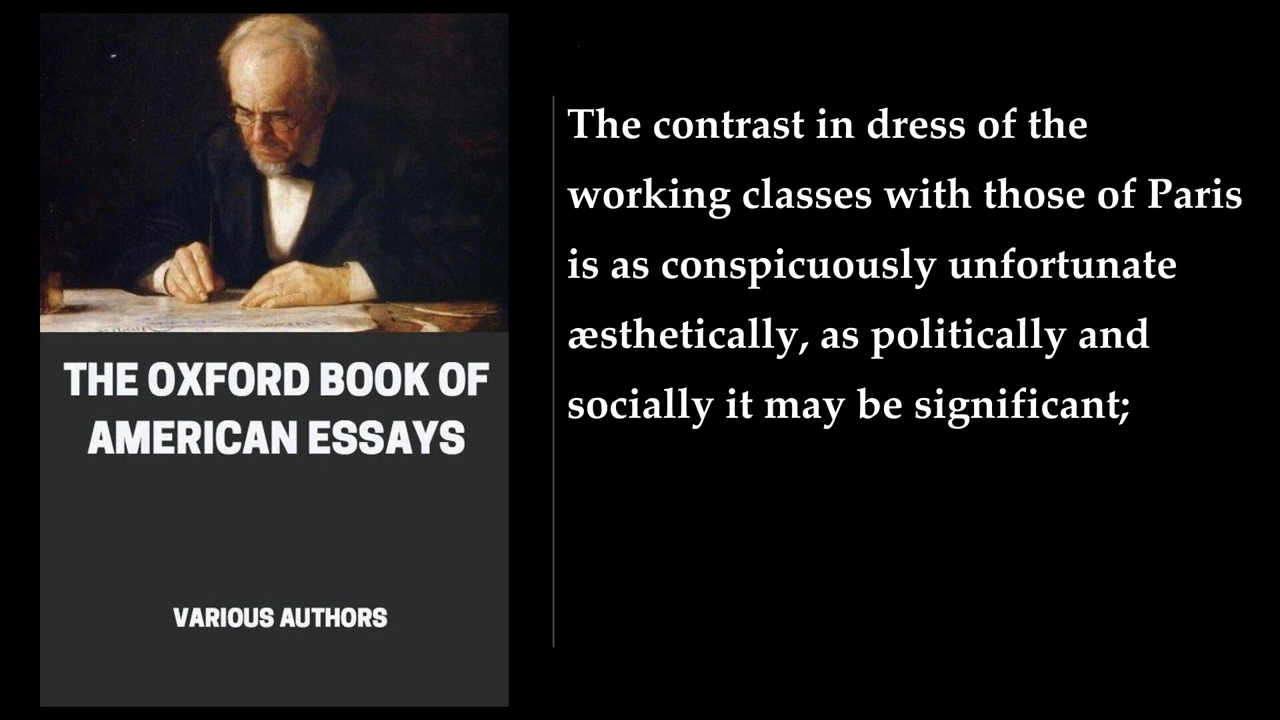 THE OXFORD BOOK OF
AMERICAN ESSAYS
VARIOUS AUTHORS
The contrast in dress of the
working classes with those of Paris
is as conspicuously unfortunate
æsthetically, as politically and
socially it may be significant;